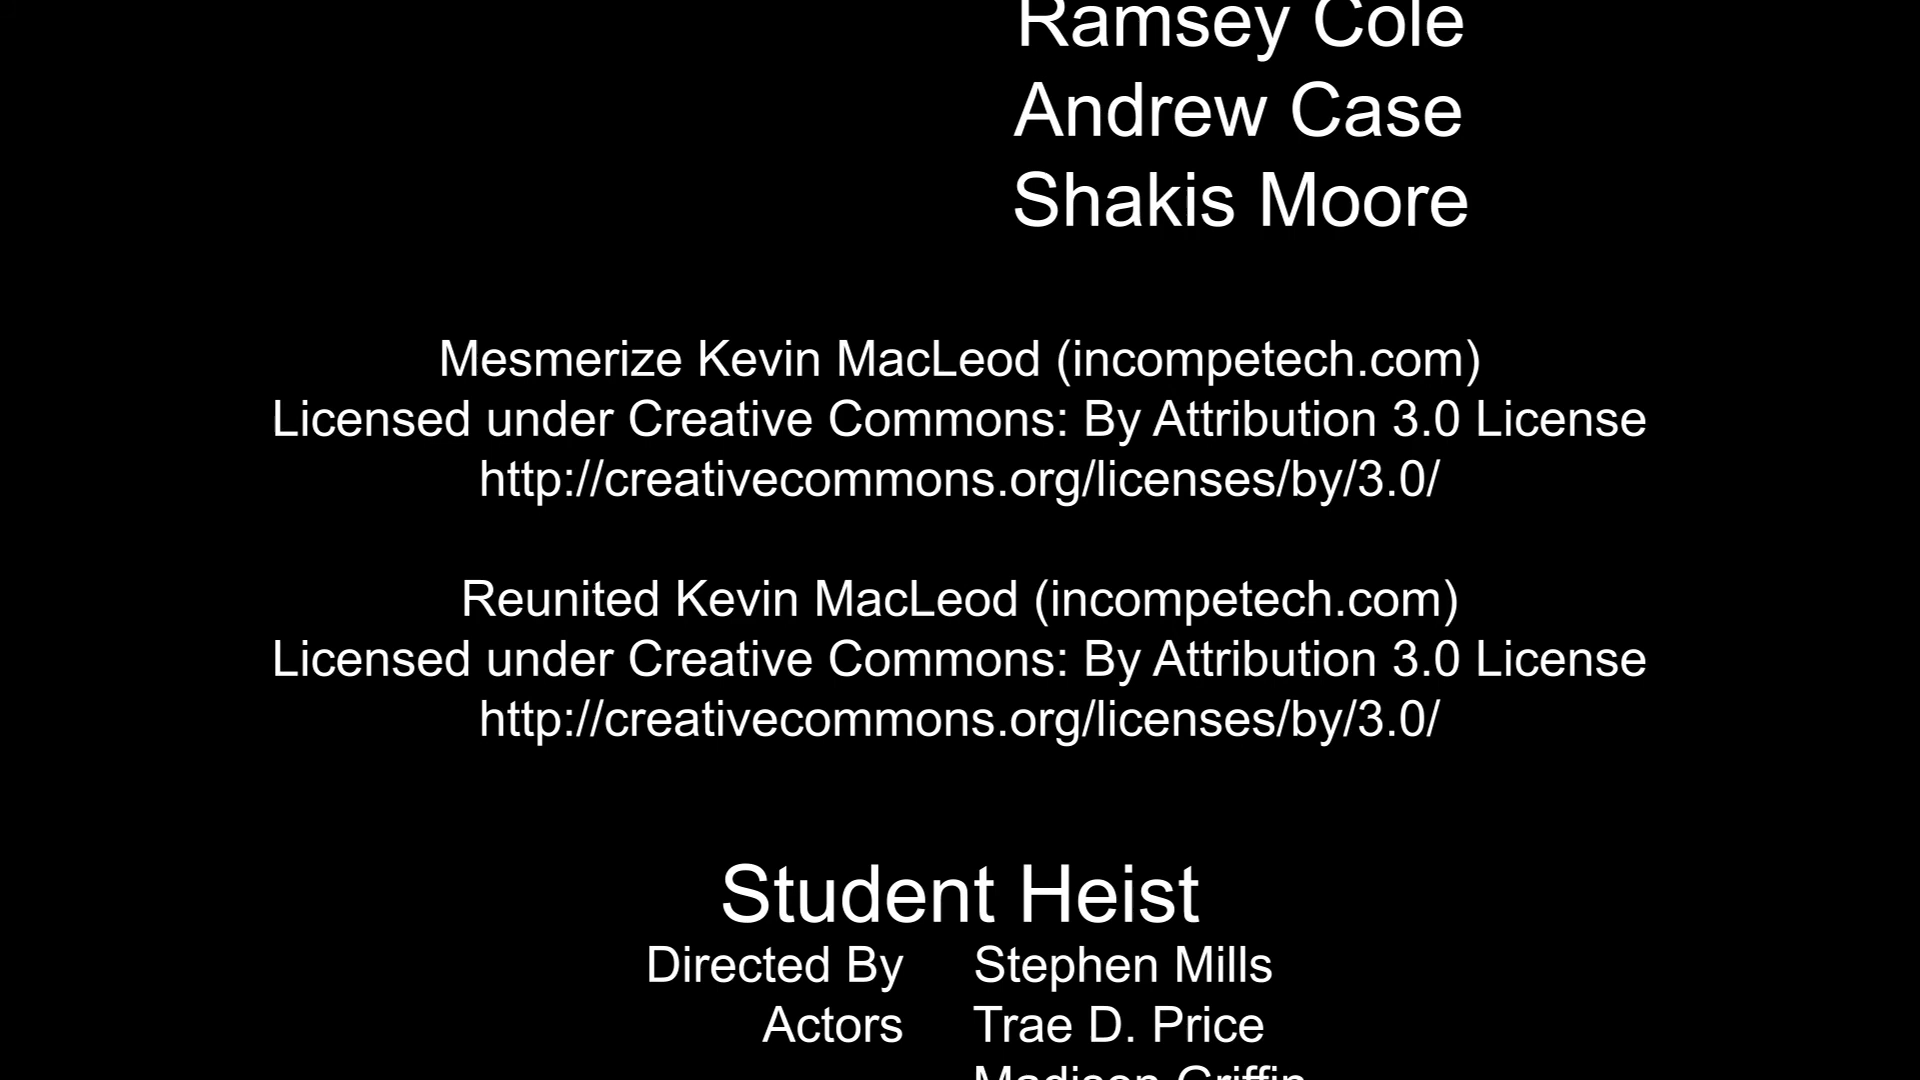 Ramsey Cole
Andrew Case
Shakis Moore
Mesmerize Kevin MacLeod (incompetech.com)
Licensed under Creative Commons: By Attribution 3.0 License
http://creativecommons.org/licenses/by/3.0/
Reunited Kevin MacLeod (incompetech.com)
Licensed under Creative Commons: By Attribution 3.0 License
http://creativecommons.org/licenses/by/3.0/
Student Heist
Directed By Stephen Mills
Actors Trae D. Price
Madison Griffin